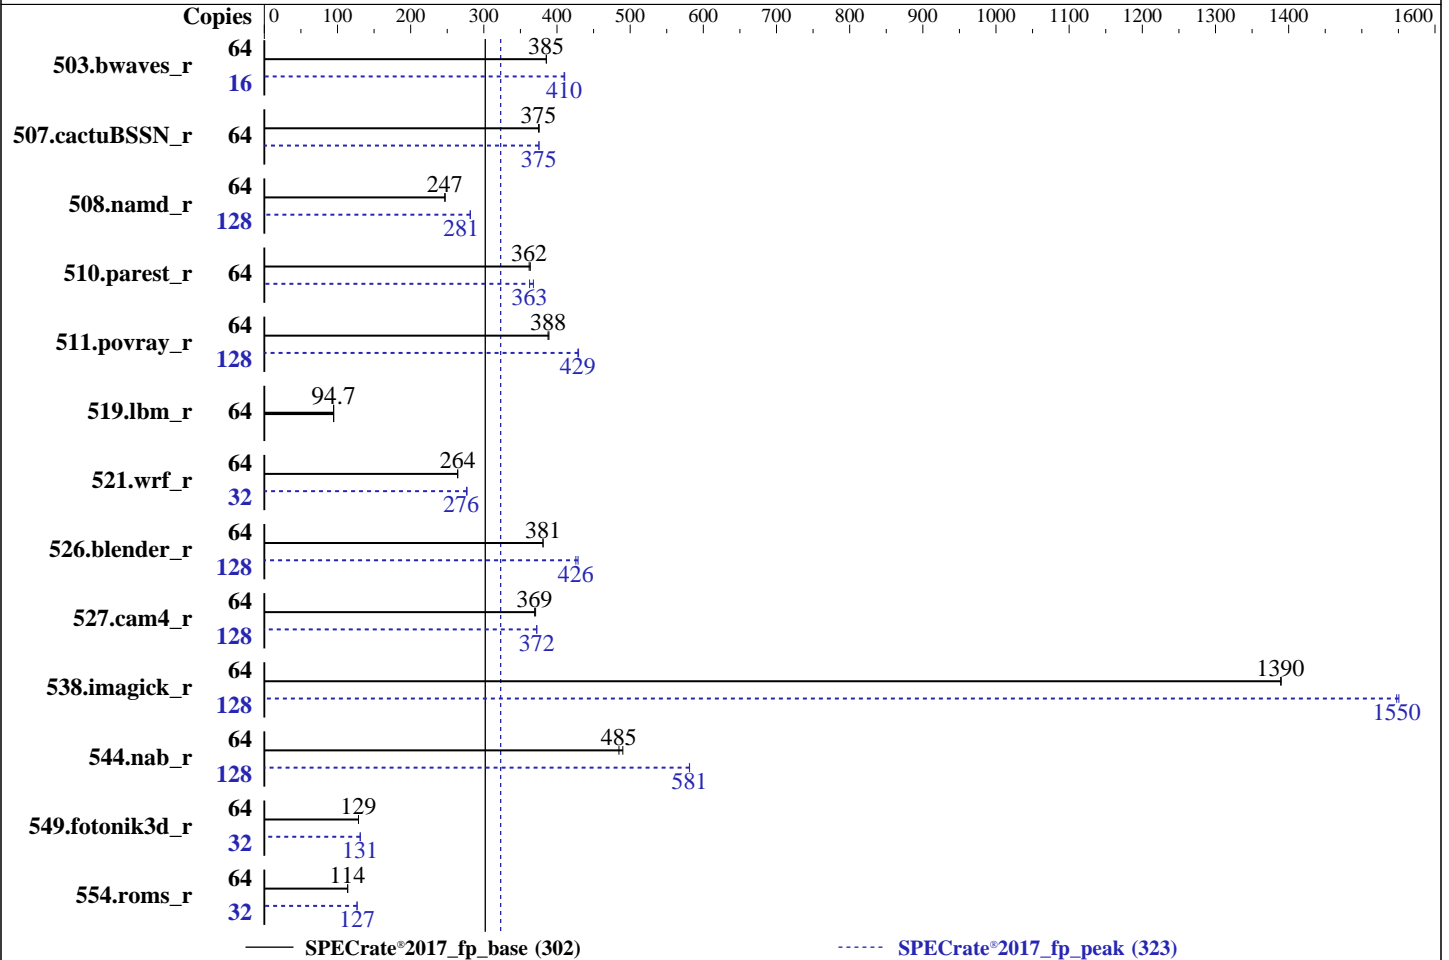 Copies 0 100 200 300 400 500 600 700 800 900 1000 1100 1200 1300 1400 1600
503.bwaves_r 64 385
16 410
507.cactuBSSN_r 64 375
375
508.namd_r 64 247
128 281
510.parest_r 64 362
363
511.povray_r 64 388
128 429
519.lbm_r 64 94.7
521.wrf_r 64 264
32 276
526.blender_r 64 381
128 426
527.cam4_r 64 369
128 372
538.imagick_r 64 1390
128 1550
544.nab_r 64 485
128 581
549.fotonik3d_r 64 129
32 131
554.roms_r 64 114
32 127
SPECrate®2017_fp_base (302) SPECrate®2017_fp_peak (323)